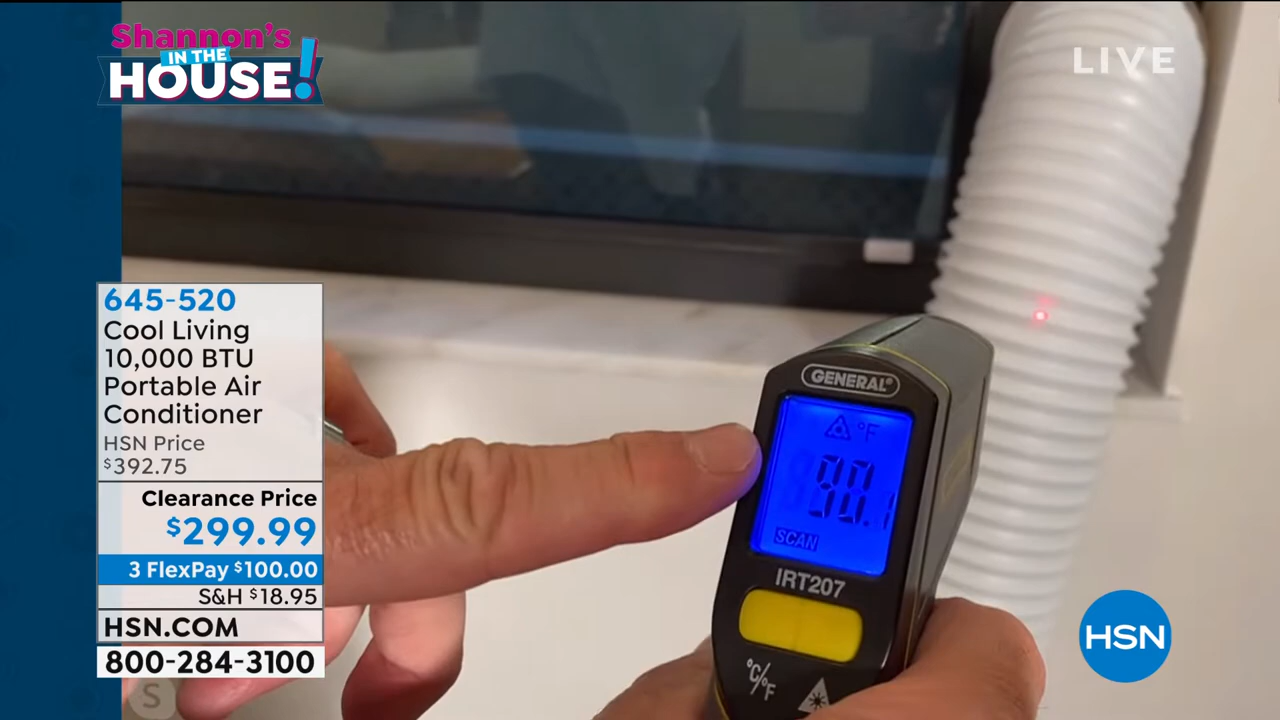 Shannon's
IN THE
HOUSE!
LIVE
645-520
Cool Living
10,000 BTU
Portable Air
Conditioner
HSN Price
$392.75
Clearance Price
$299.99
3 FlexPay $100.00
S&H $18.95
HSN.COM
800-284-3100
GENERAL®
°F
SCAN
IRT207
°C/°F
HSN
S